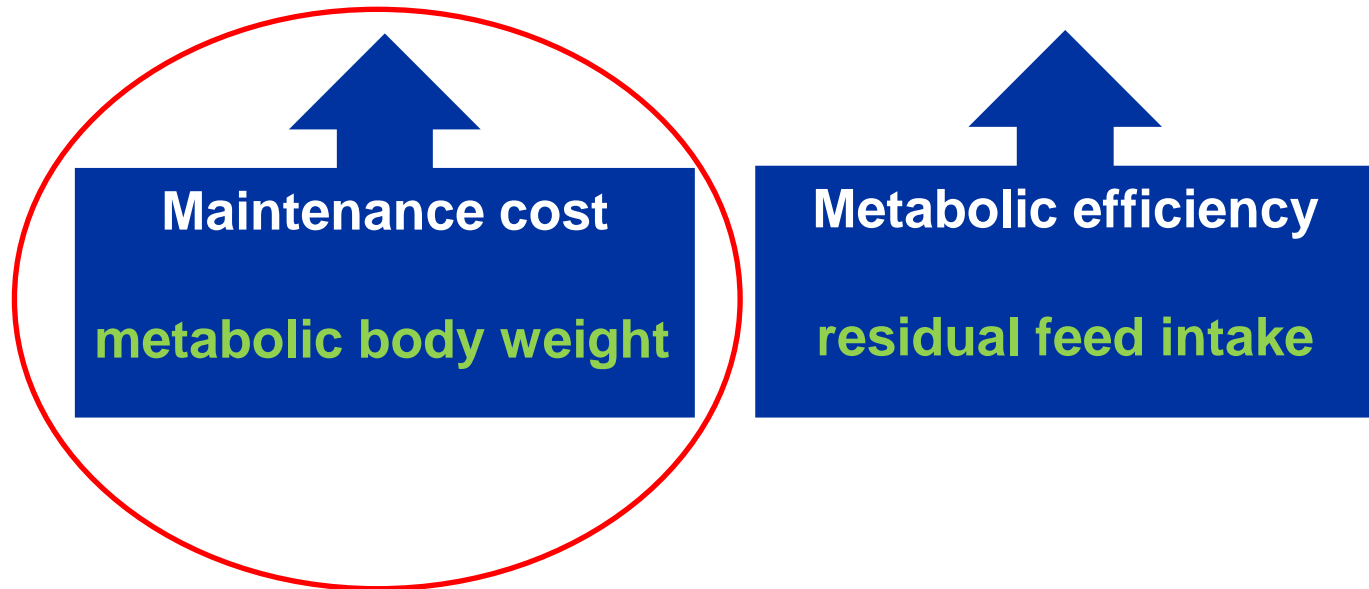 Maintenance cost
metabolic body weight
Metabolic efficiency
residual feed intake